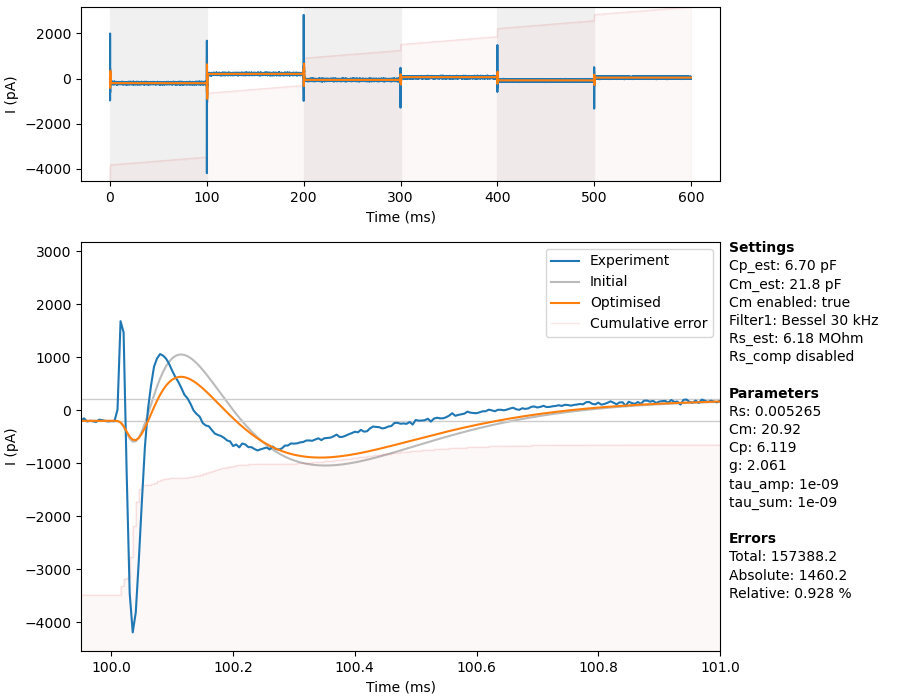 2000
0
−2000
−4000
I (pA)
0 100 200 300 400 500 600
Time (ms)
3000
2000
1000
0
−1000
−2000
−3000
−4000
I (pA)
100.0 100.2 100.4 100.6 100.8 101.0
Time (ms)
Experiment
Initial
Optimised
Cumulative error
Settings
Cp_est: 6.70 pF
Cm_est: 21.8 pF
Cm enabled: true
Filter1: Bessel 30 kHz
Rs_est: 6.18 MOhm
Rs_comp disabled
Parameters
Rs: 0.005265
Cm: 20.92
Cp: 6.119
g: 2.061
tau_amp: 1e-09
tau_sum: 1e-09
Errors
Total: 157388.2
Absolute: 1460.2
Relative: 0.928 %